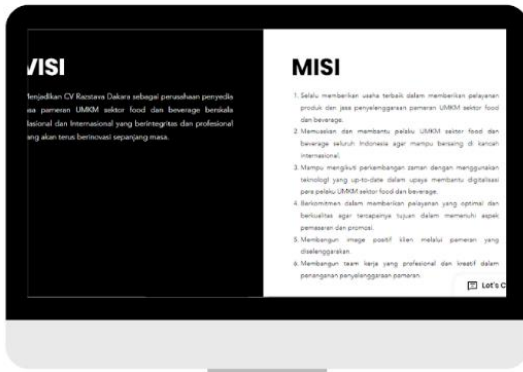 VISI
Menjadikan CV Razstava Dakara sebagai perusahaan penyedia
jasa pameran UMKM sektor food dan beverage berskala
Nasional dan Internasional yang berintegritas dan profesional
yang akan terus berinovasi sepanjang masa.
MISI
1. Selalu memberikan usaha terbaik dalam memberikan pelayanan
produk dan jasa penyelenggaraan pameran UMKM sektor food
dan beverage.
2. Memuaskan dan membantu pelaku UMKM sektor food dan
beverage seluruh Indonesia agar mampu bersaing di kancah
internasional.
3. Mampu mengikuti perkembangan zaman dengan menggunakan
teknologi yang up-to-date dalam upaya membantu digitalisasi
para pelaku UMKM sektor food dan beverage.
4. Berkomitmen dalam memberikan pelayanan yang optimal dan
berkualitas agar tercapainya tujuan dalam memenuhi aspek
pemasaran dan promosi.
5. Membangun image positif klien melalui pameran yang
diselenggarakan.
6. Membangun team kerja yang profesional dan kreatif dalam
penanganan penyelenggaraan pameran.
Let's C